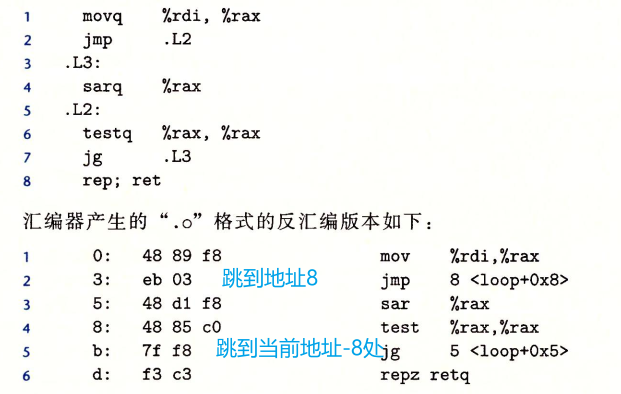 1 movq %rdi, %rax
2 jmp .L2
3 .L3:
4 sarq %rax
5 .L2:
6 testq %rax, %rax
7 jg .L3
8 rep; ret
汇编器产生的“.o”格式的反汇编版本如下：
1 0: 48 89 f8 mov %rdi,%rax
2 3: eb 03 跳到地址8 jmp 8 <loop+0x8>
3 5: 48 d1 f8 sar %rax
4 8: 48 85 c0 test %rax,%rax
5 b: 7f f8 跳到当前地址-8处 jg 5 <loop+0x5>
6 d: f3 c3 repz retq